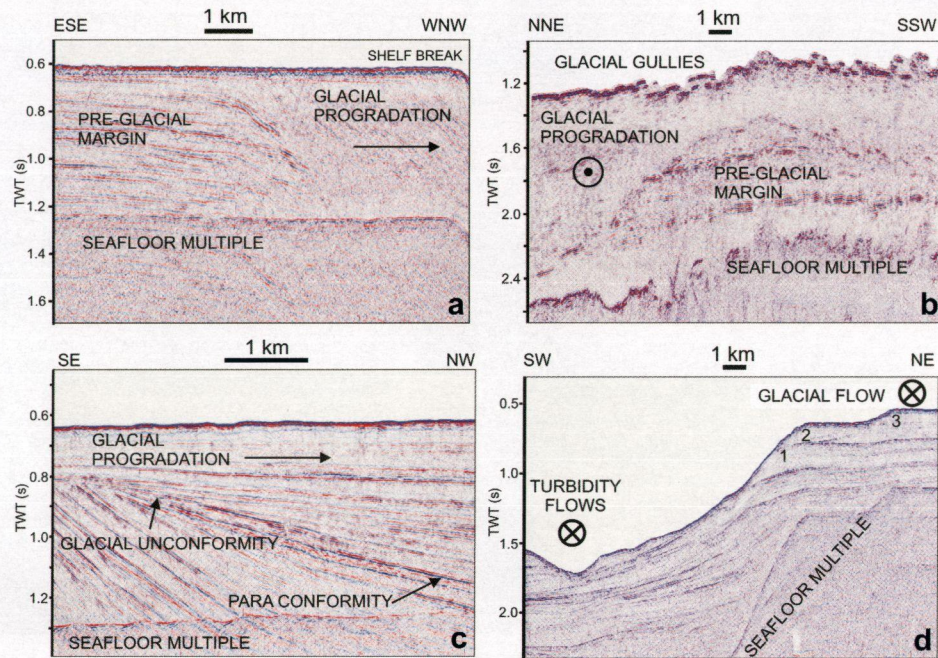 1 km
ESE
WNW
SHELF BREAK
0.6
0.8
1.0
1.2
1.4
1.6
TWT (s)
PRE-GLACIAL
MARGIN
GLACIAL
PROGRADATION
SEAFLOOR MULTIPLE
a
1 km
NNE
SSW
1.2
1.6
2.0
2.4
TWT (s)
GLACIAL GULLIES
GLACIAL
PROGRADATION
PRE-GLACIAL
MARGIN
SEAFLOOR MULTIPLE
b
1 km
SE
NW
0.6
0.8
1.0
1.2
TWT (s)
GLACIAL
PROGRADATION
GLACIAL UNCONFORMITY
PARA CONFORMITY
SEAFLOOR MULTIPLE
c
1 km
SW
NE
0.5
1.0
1.5
2.0
TWT (s)
GLACIAL FLOW
3
2
1
TURBIDITY
FLOWS
SEAFLOOR MULTIPLE
d